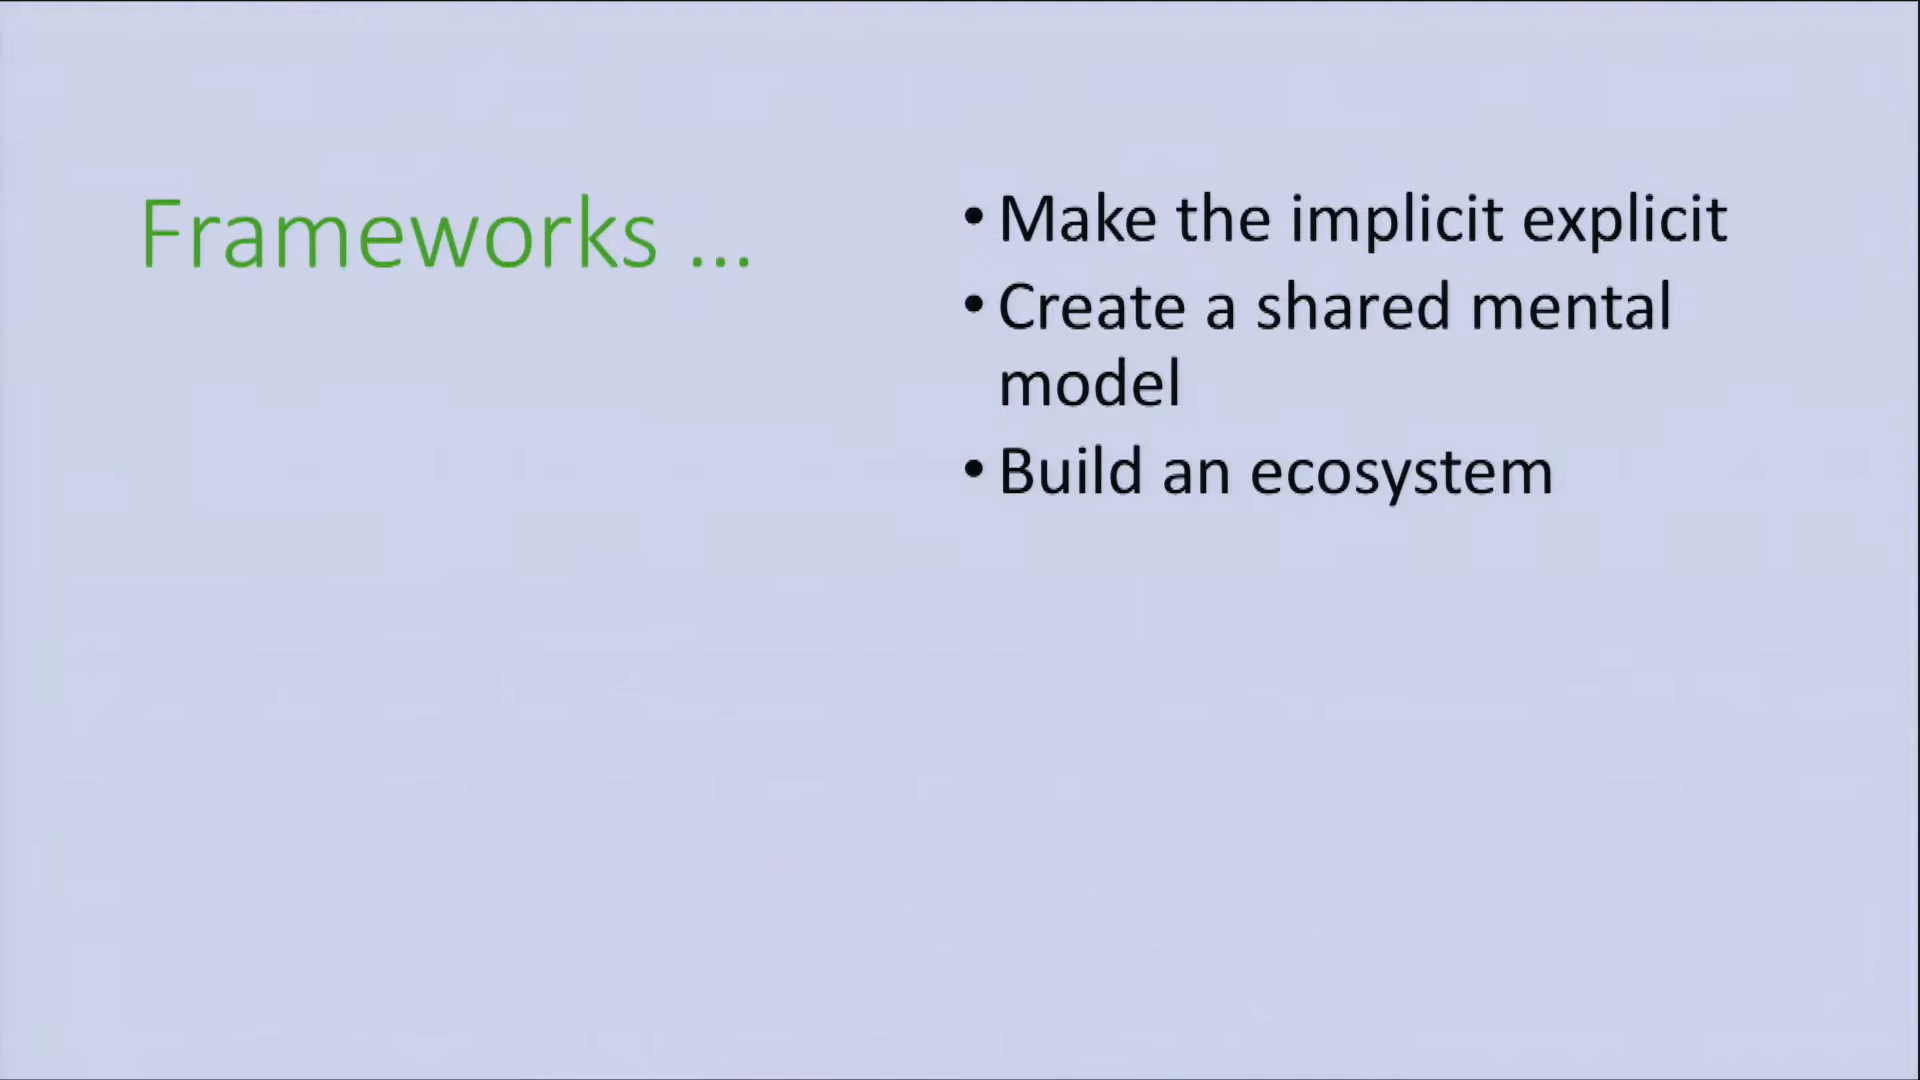 Frameworks ...
• Make the implicit explicit
• Create a shared mental
model
• Build an ecosystem